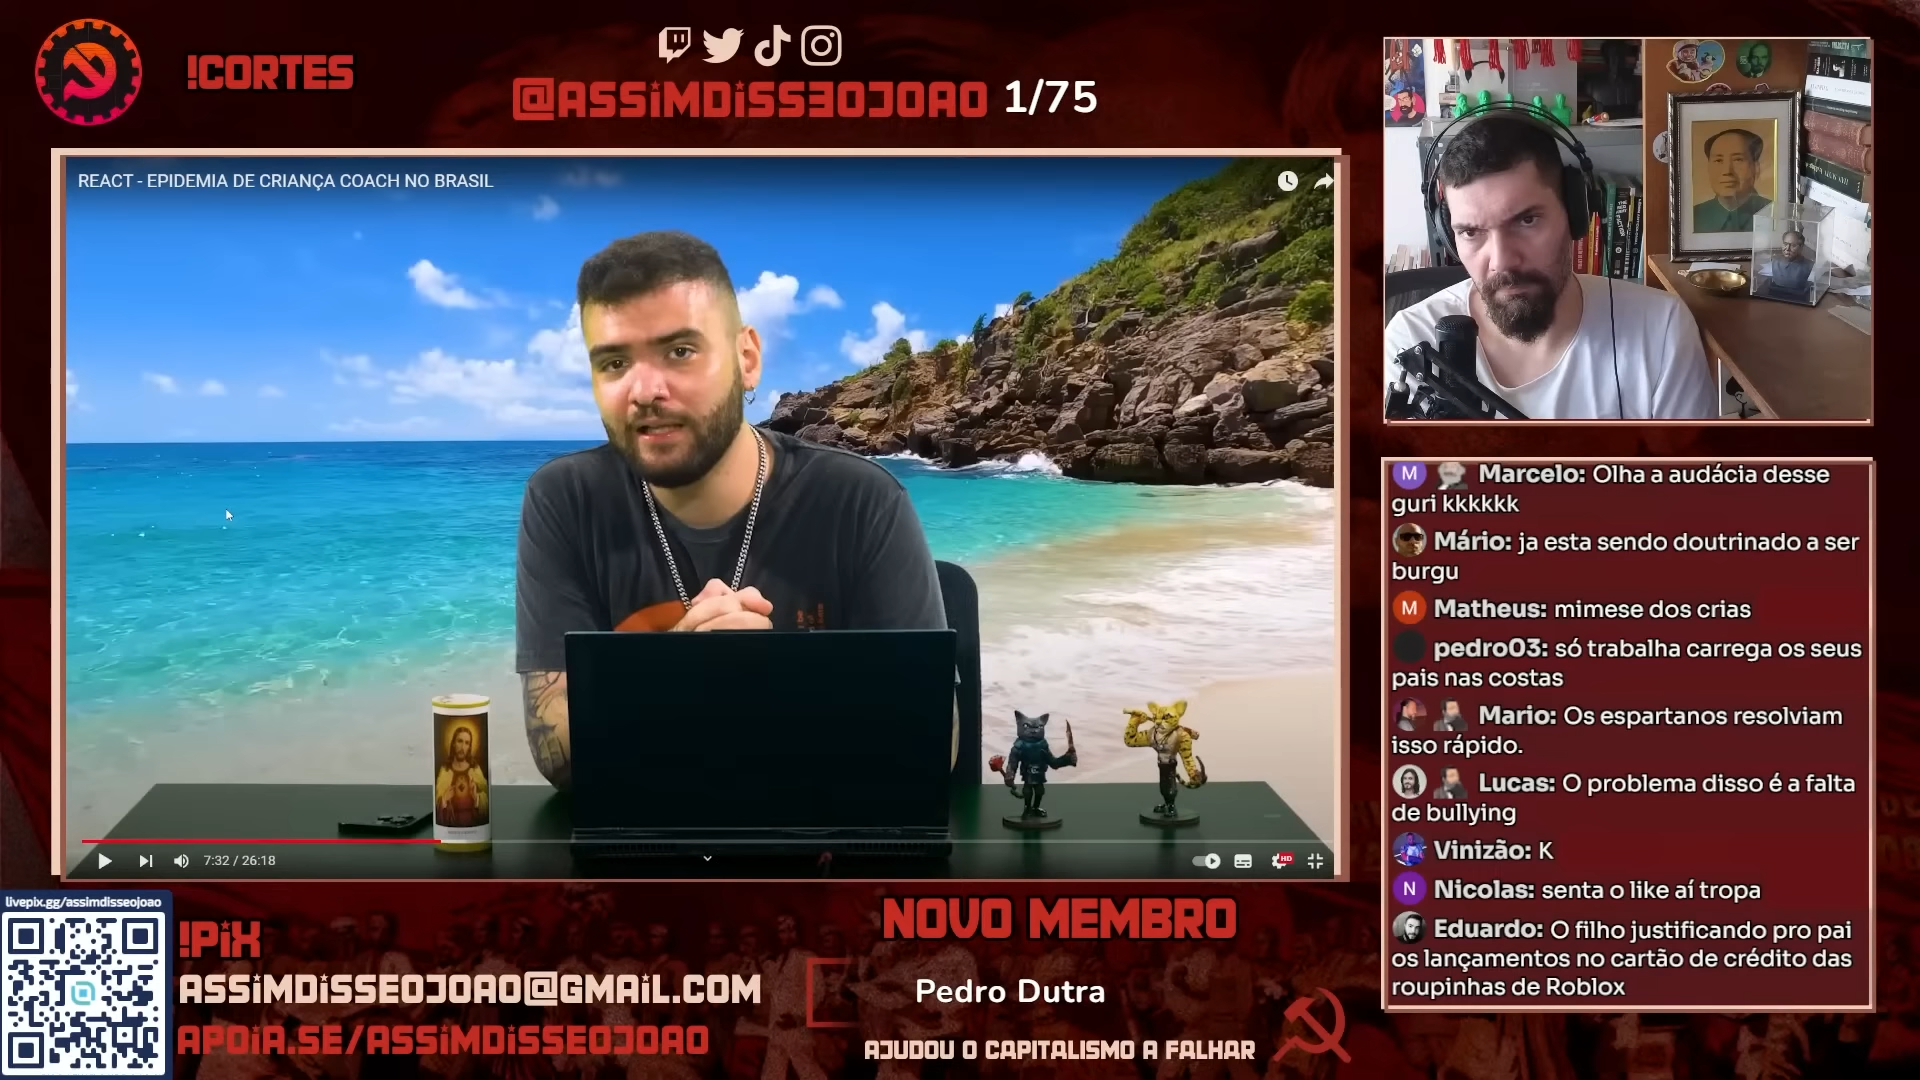 !CORTES
@ASSIMDISSEOJOAO 1/75
REACT - EPIDEMIA DE CRIANÇA COACH NO BRASIL
7:32 / 26:18
HD
M Marcelo: Olha a audácia desse
guri kkkkkk
Mário: ja esta sendo doutrinado a ser
burgu
M Matheus: mimese dos crias
pedro03: só trabalha carrega os seus
pais nas costas
Mario: Os espartanos resolviam
isso rápido.
Lucas: O problema disso é a falta
de bullying
Vinizão: K
N Nicolas: senta o like aí tropa
Eduardo: O filho justificando pro pai
os lançamentos no cartão de crédito das
roupinhas de Roblox
livepix.gg/assimdisseojoao
!PIX
ASSIMDISSEOJOAO@GMAIL.COM
APOIA.SE/ASSIMDISSEOJOAO
NOVO MEMBRO
Pedro Dutra
AJUDOU O CAPITALISMO A FALHAR